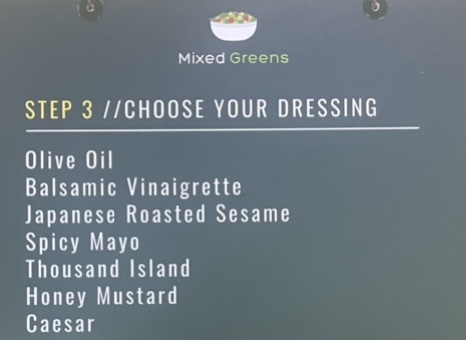 Mixed Greens
STEP 3 //CHOOSE YOUR DRESSING
Olive Oil
Balsamic Vinaigrette
Japanese Roasted Sesame
Spicy Mayo
Thousand Island
Honey Mustard
Caesar